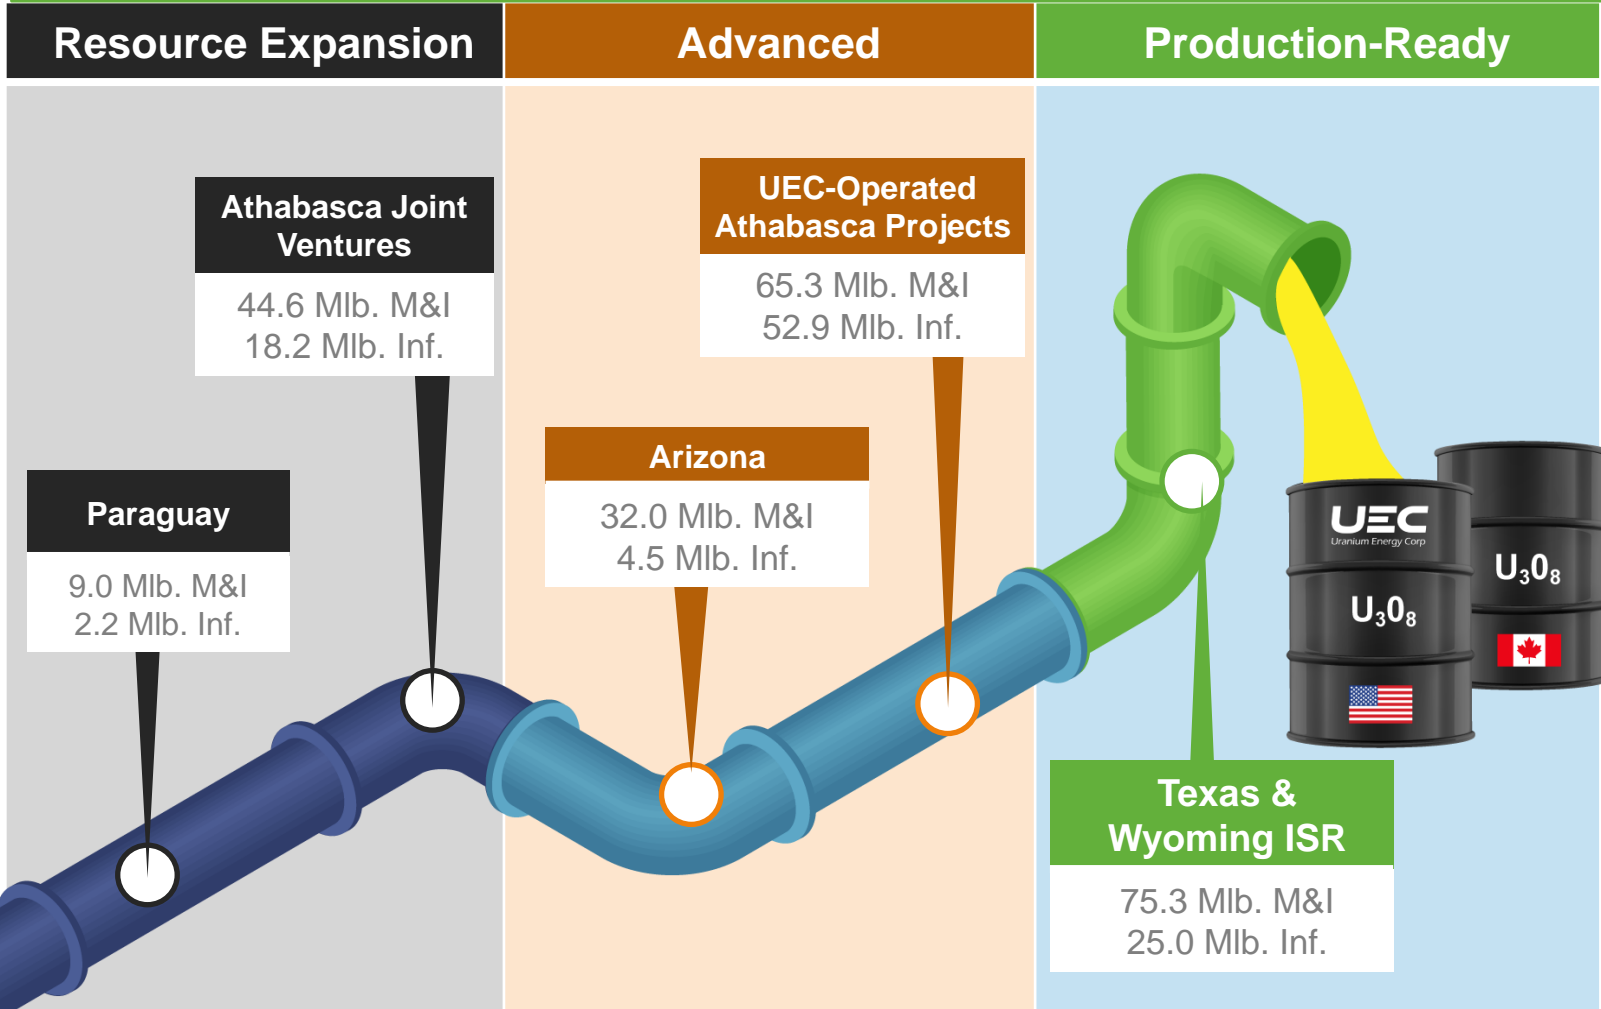 Resource Expansion
Advanced
Production-Ready
Athabasca Joint
Ventures
44.6 Mlb. M&I
18.2 Mlb. Inf.
Paraguay
9.0 Mlb. M&I
2.2 Mlb. Inf.
UEC-Operated
Athabasca Projects
65.3 Mlb. M&I
52.9 Mlb. Inf.
Arizona
32.0 Mlb. M&I
4.5 Mlb. Inf.
Texas &
Wyoming ISR
75.3 Mlb. M&I
25.0 Mlb. Inf.
UEC
Uranium Energy Corp
U₃0₈
U₃0₈